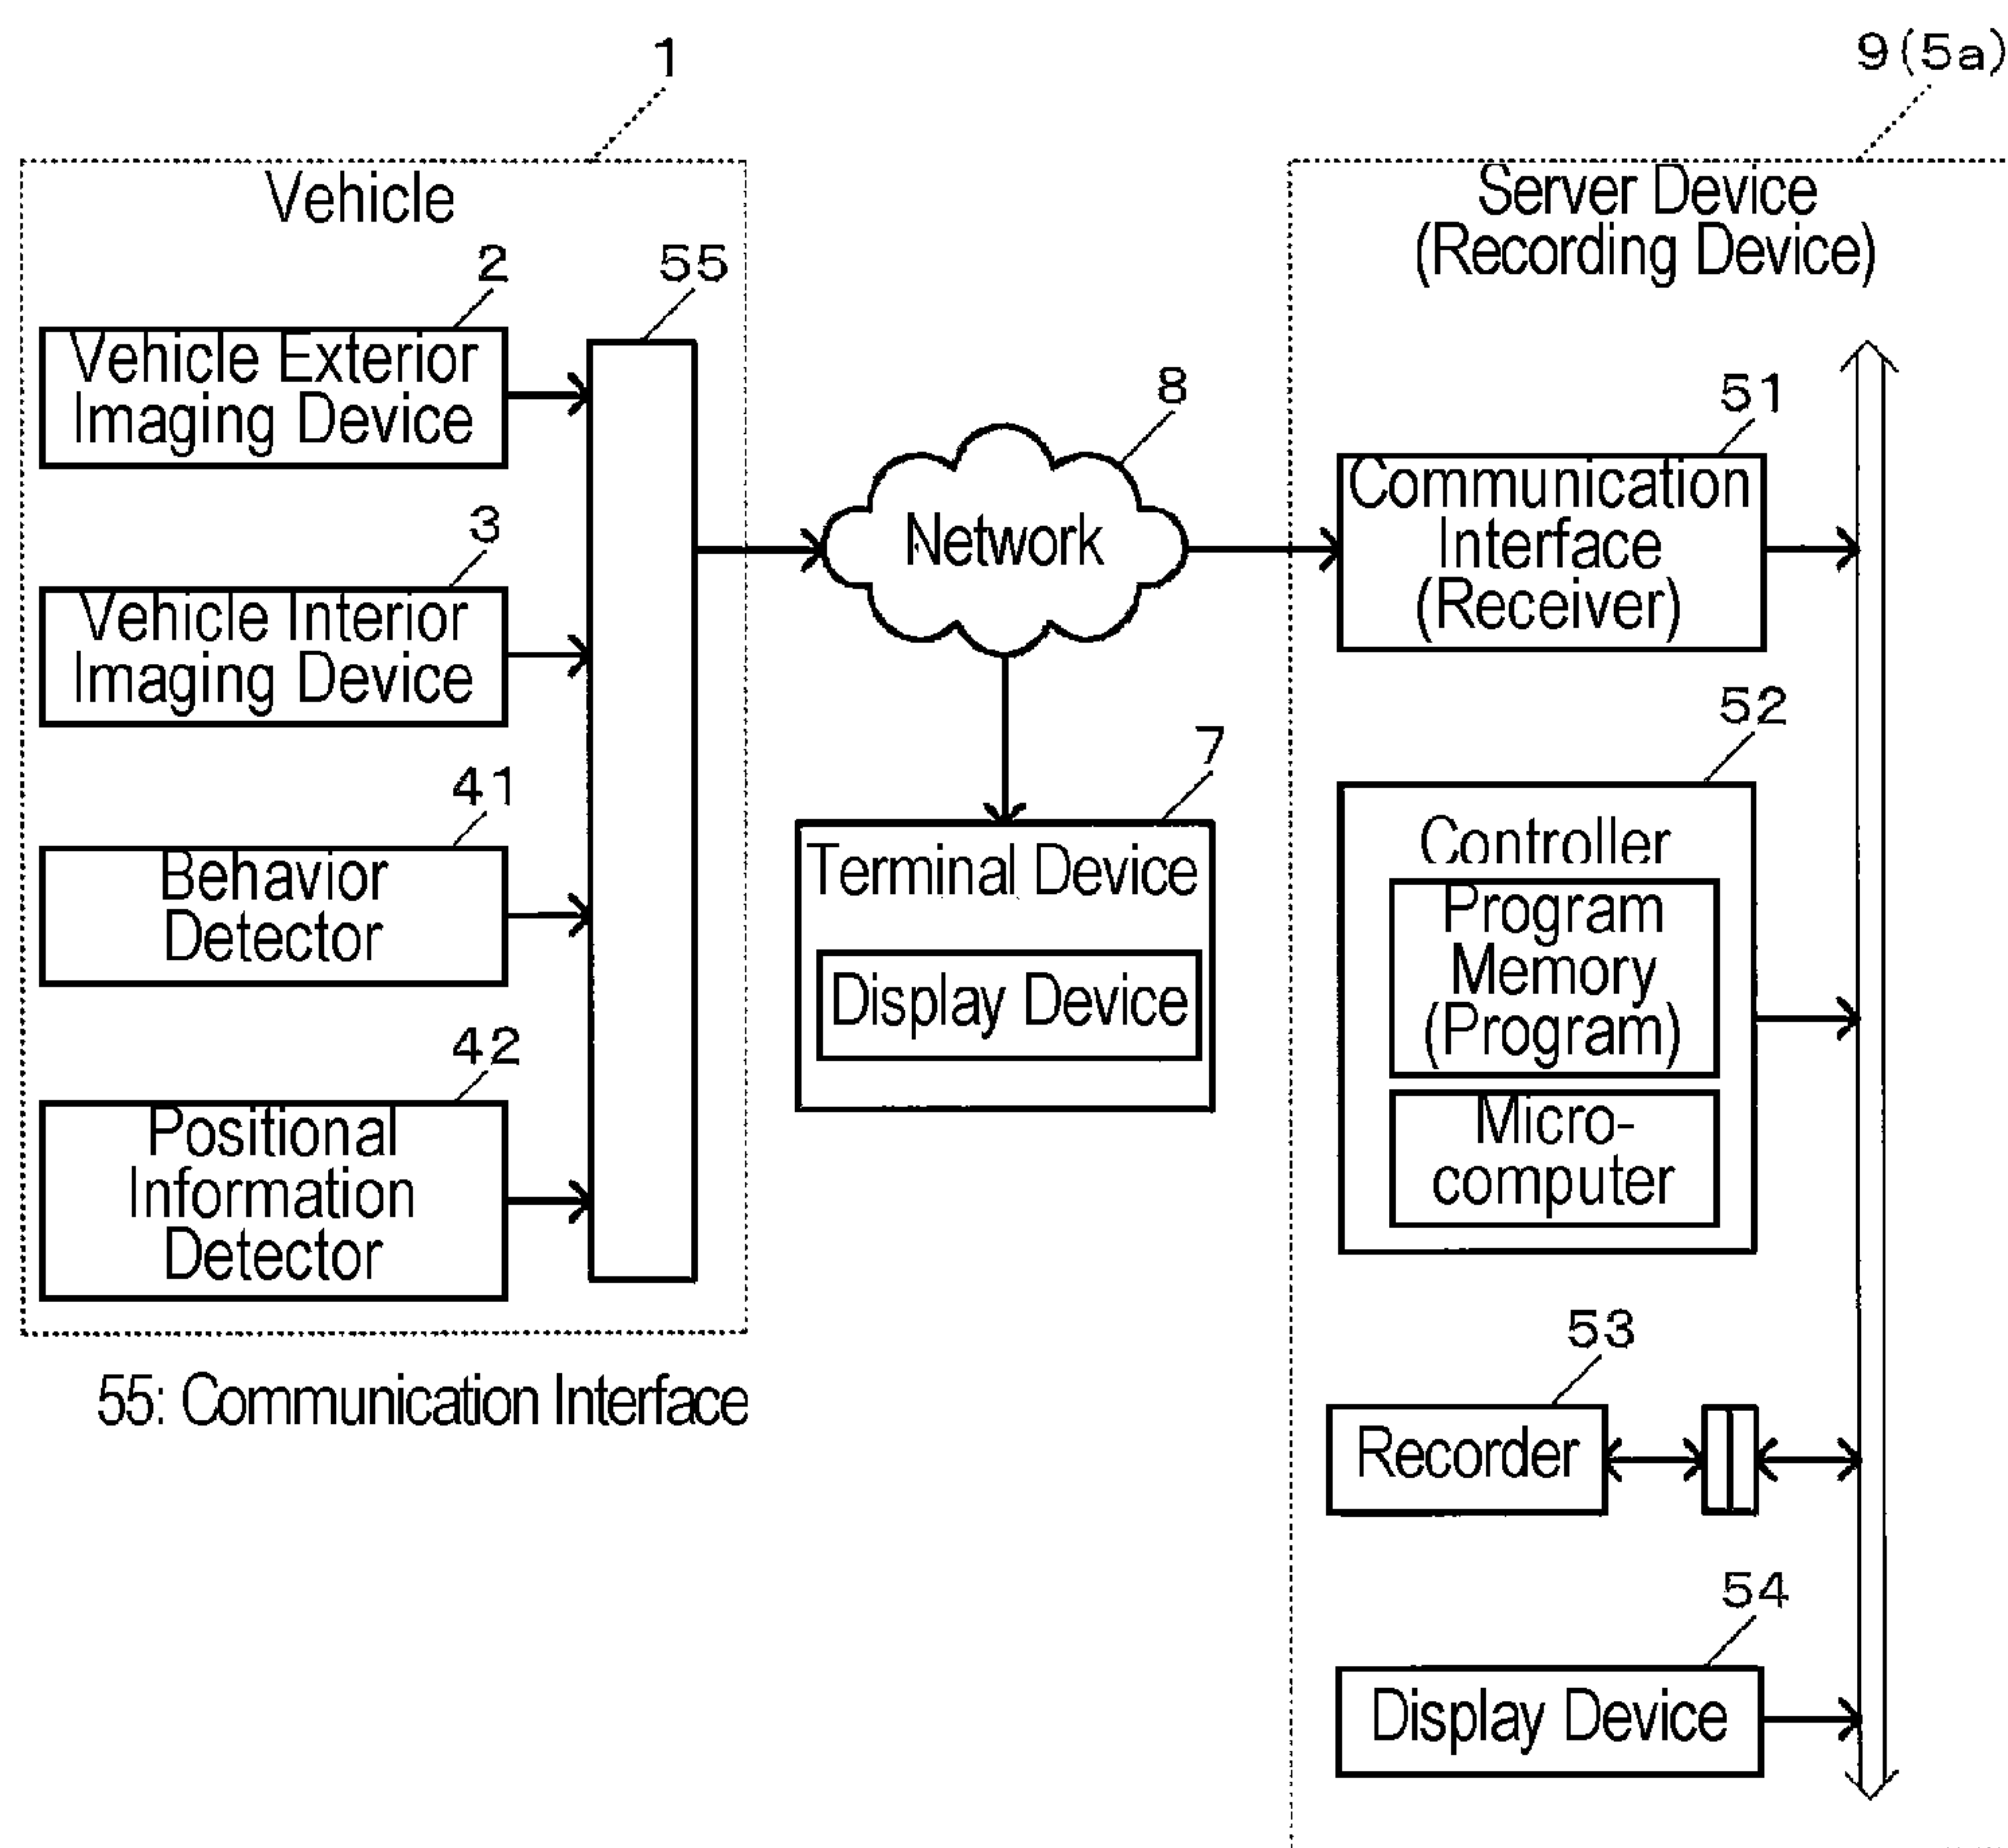 1
9(5a)
Vehicle
Server Device
(Recording Device)
2
55
Vehicle Exterior
Imaging Device
8
51
Network
Communication
Interface
(Receiver)
3
Vehicle Interior
Imaging Device
7
52
Terminal Device
Display Device
Controller
Program
Memory
(Program)
Micro-
computer
41
Behavior
Detector
42
Positional
Information
Detector
53
Recorder
55: Communication Interface
54
Display Device